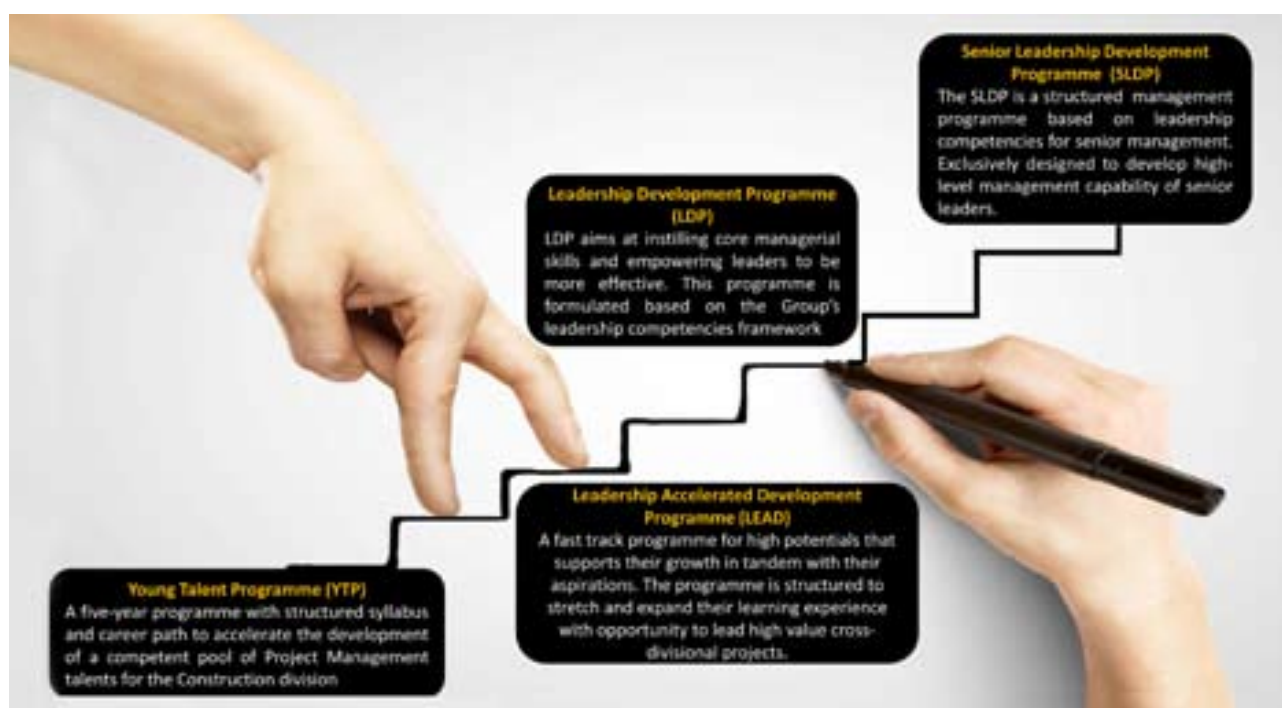 Senior Leadership Development
Programme (SLDP)
The SLDP is a structured management
programme based on leadership
competencies for senior management.
Exclusively designed to develop high-
level management capability of senior
leaders.
Leadership Development Programme
(LDP)
LDP aims at instilling core managerial
skills and empowering leaders to be
more effective. This programme is
formulated based on the Group's
leadership competencies framework
Leadership Accelerated Development
Programme (LEAD)
A fast track programme for high potentials that
supports their growth in tandem with their
aspirations. The programme is structured to
stretch and expand their learning experience
with opportunity to lead high value cross-
divisional projects.
Young Talent Programme (YTP)
A five-year programme with structured syllabus
and career path to accelerate the development
of a competent pool of Project Management
talents for the Construction division